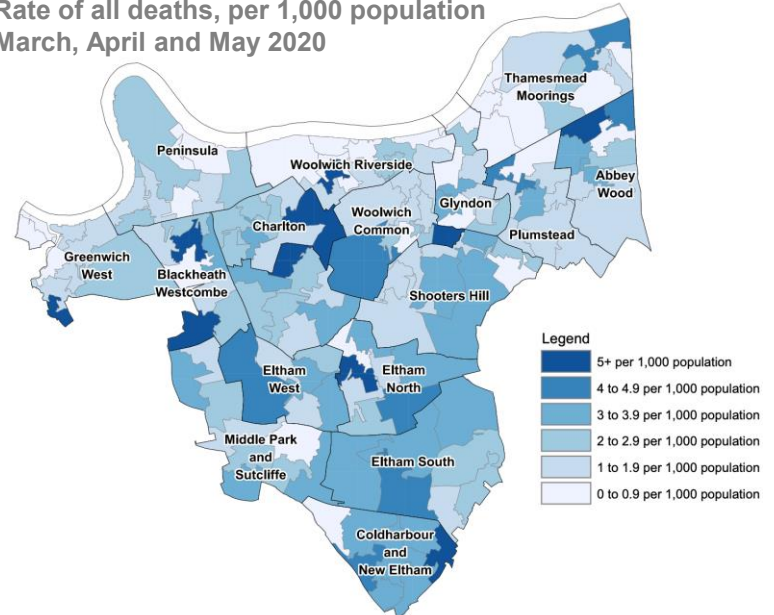 Rate of all deaths, per 1,000 population
March, April and May 2020
Thamesmead
Moorings
Peninsula
Woolwich Riverside
Abbey
Wood
Glyndon
Woolwich
Common
Charlton
Plumstead
Greenwich
West
Blackheath
Westcombe
Shooters Hill
Eltham
West
Eltham
North
Middle Park
and
Sutcliffe
Eltham South
Coldharbour
and
New Eltham
Legend
5+ per 1,000 population
4 to 4.9 per 1,000 population
3 to 3.9 per 1,000 population
2 to 2.9 per 1,000 population
1 to 1.9 per 1,000 population
0 to 0.9 per 1,000 population